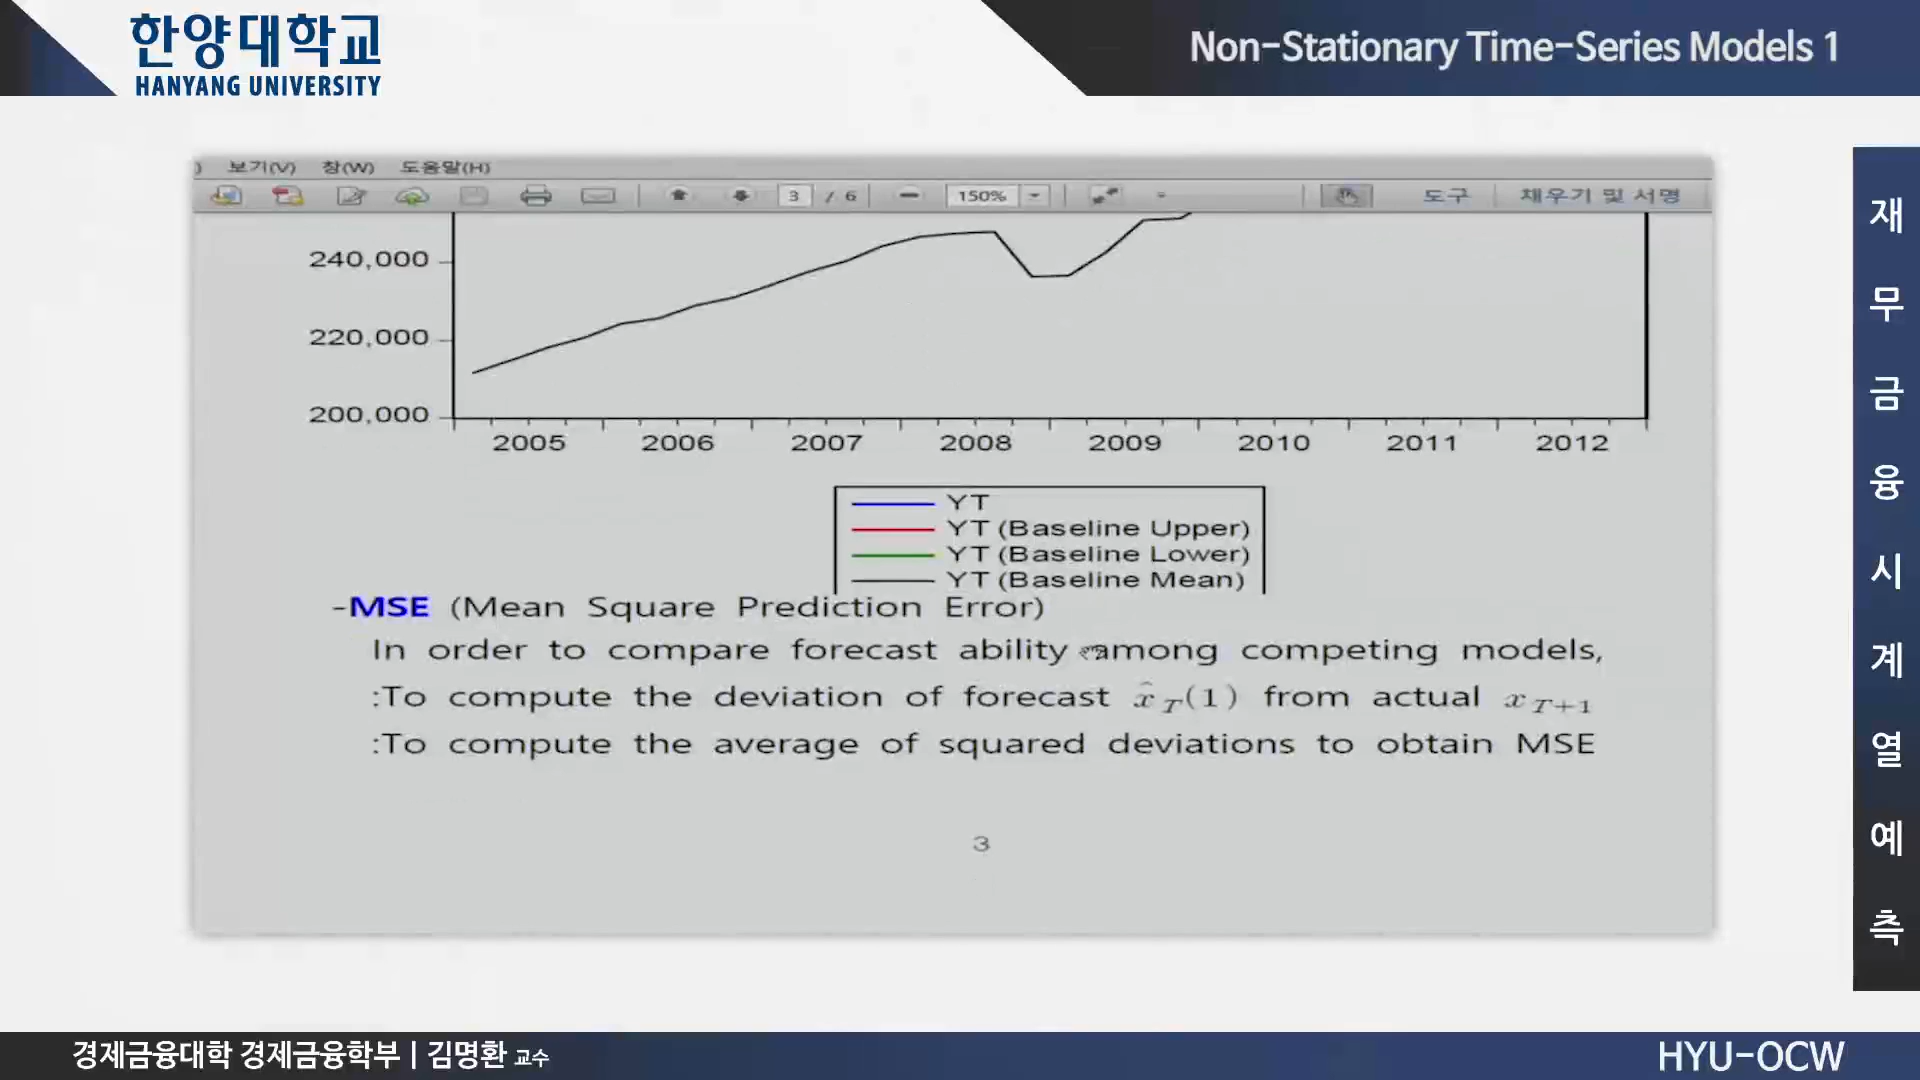 한양대학교
HANYANG UNIVERSITY
Non-Stationary Time-Series Models 1
보기(V) 창(W) 도움말(H)
3 / 6 150% 도구 채우기 및 서명
240,000
220,000
200,000
2005 2006 2007 2008 2009 2010 2011 2012
YT
YT (Baseline Upper)
YT (Baseline Lower)
YT (Baseline Mean)
-MSE (Mean Square Prediction Error)
In order to compare forecast ability among competing models,
:To compute the deviation of forecast x̂_T(1) from actual x_{T+1}
:To compute the average of squared deviations to obtain MSE
3
재무금융시계열예측
경제금융대학 경제금융학부 | 김명환 교수
HYU-OCW